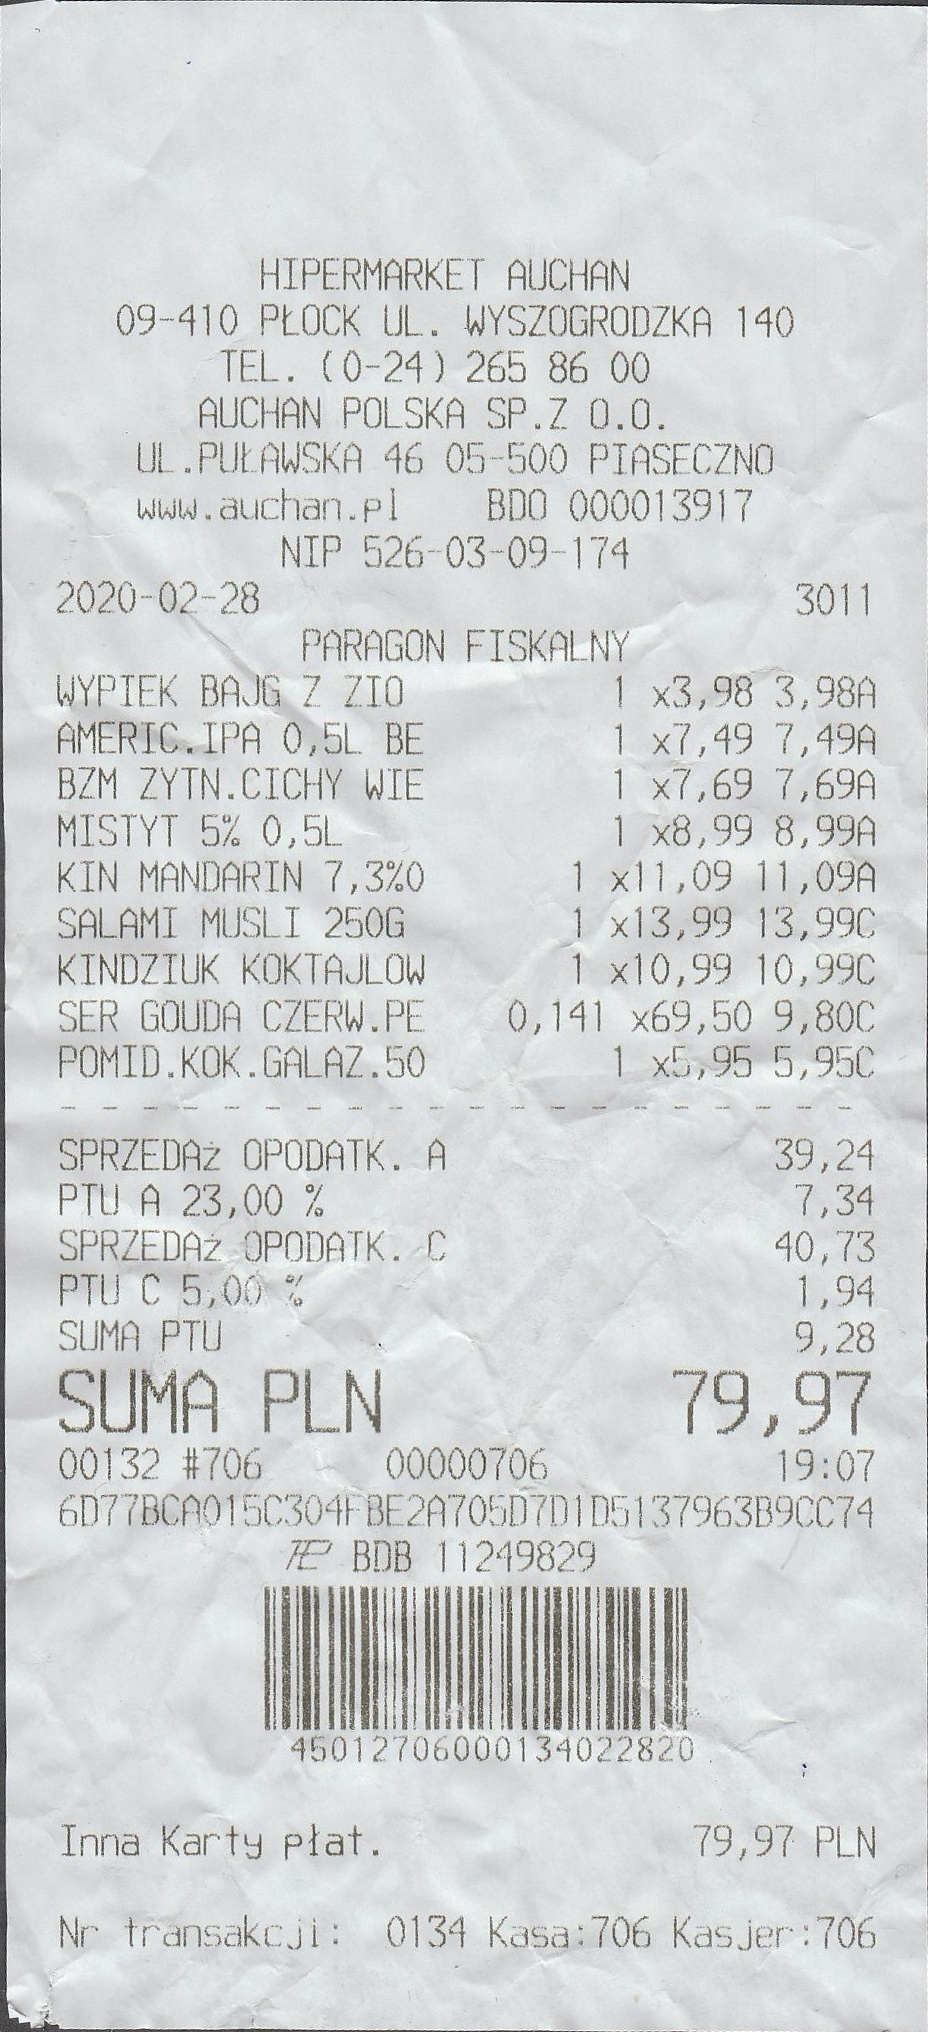 HIPERMARKET AUCHAN
09-410 PŁOCK UL. WYSZOGRODZKA 140
TEL. (0-24) 265 86 00
AUCHAN POLSKA SP.Z O.O.
UL.PUŁAWSKA 46 05-500 PIASECZNO
www.auchan.pl BDO 000013917
NIP 526-03-09-174
2020-02-28 3011
PARAGON FISKALNY
WYPIEK BAJG Z ZIO 1 x3,98 3,98A
AMERIC.IPA 0,5L BE 1 x7,49 7,49A
BZM ZYTN.CICHY WIE 1 x7,69 7,69A
MISTYT 5% 0,5L 1 x8,99 8,99A
KIN MANDARIN 7,3%0 1 x11,09 11,09A
SALAMI MUSLI 250G 1 x13,99 13,99C
KINDZIUK KOKTAJLOW 1 x10,99 10,99C
SER GOUDA CZERW.PE 0,141 x69,50 9,80C
POMID.KOK.GALAZ.50 1 x5,95 5,95C
SPRZEDAż OPODATK. A 39,24
PTU A 23,00 % 7,34
SPRZEDAż OPODATK. C 40,73
PTU C 5,00 % 1,94
SUMA PTU 9,28
SUMA PLN 79,97
00132 #706 00000706 19:07
6D77BCA015C304FBE2A705D7D1D5137963B9CC74
BDB 11249829
450127060000134022820
Inna Karty płat. 79,97 PLN
Nr transakcji: 0134 Kasa:706 Kasjer:706